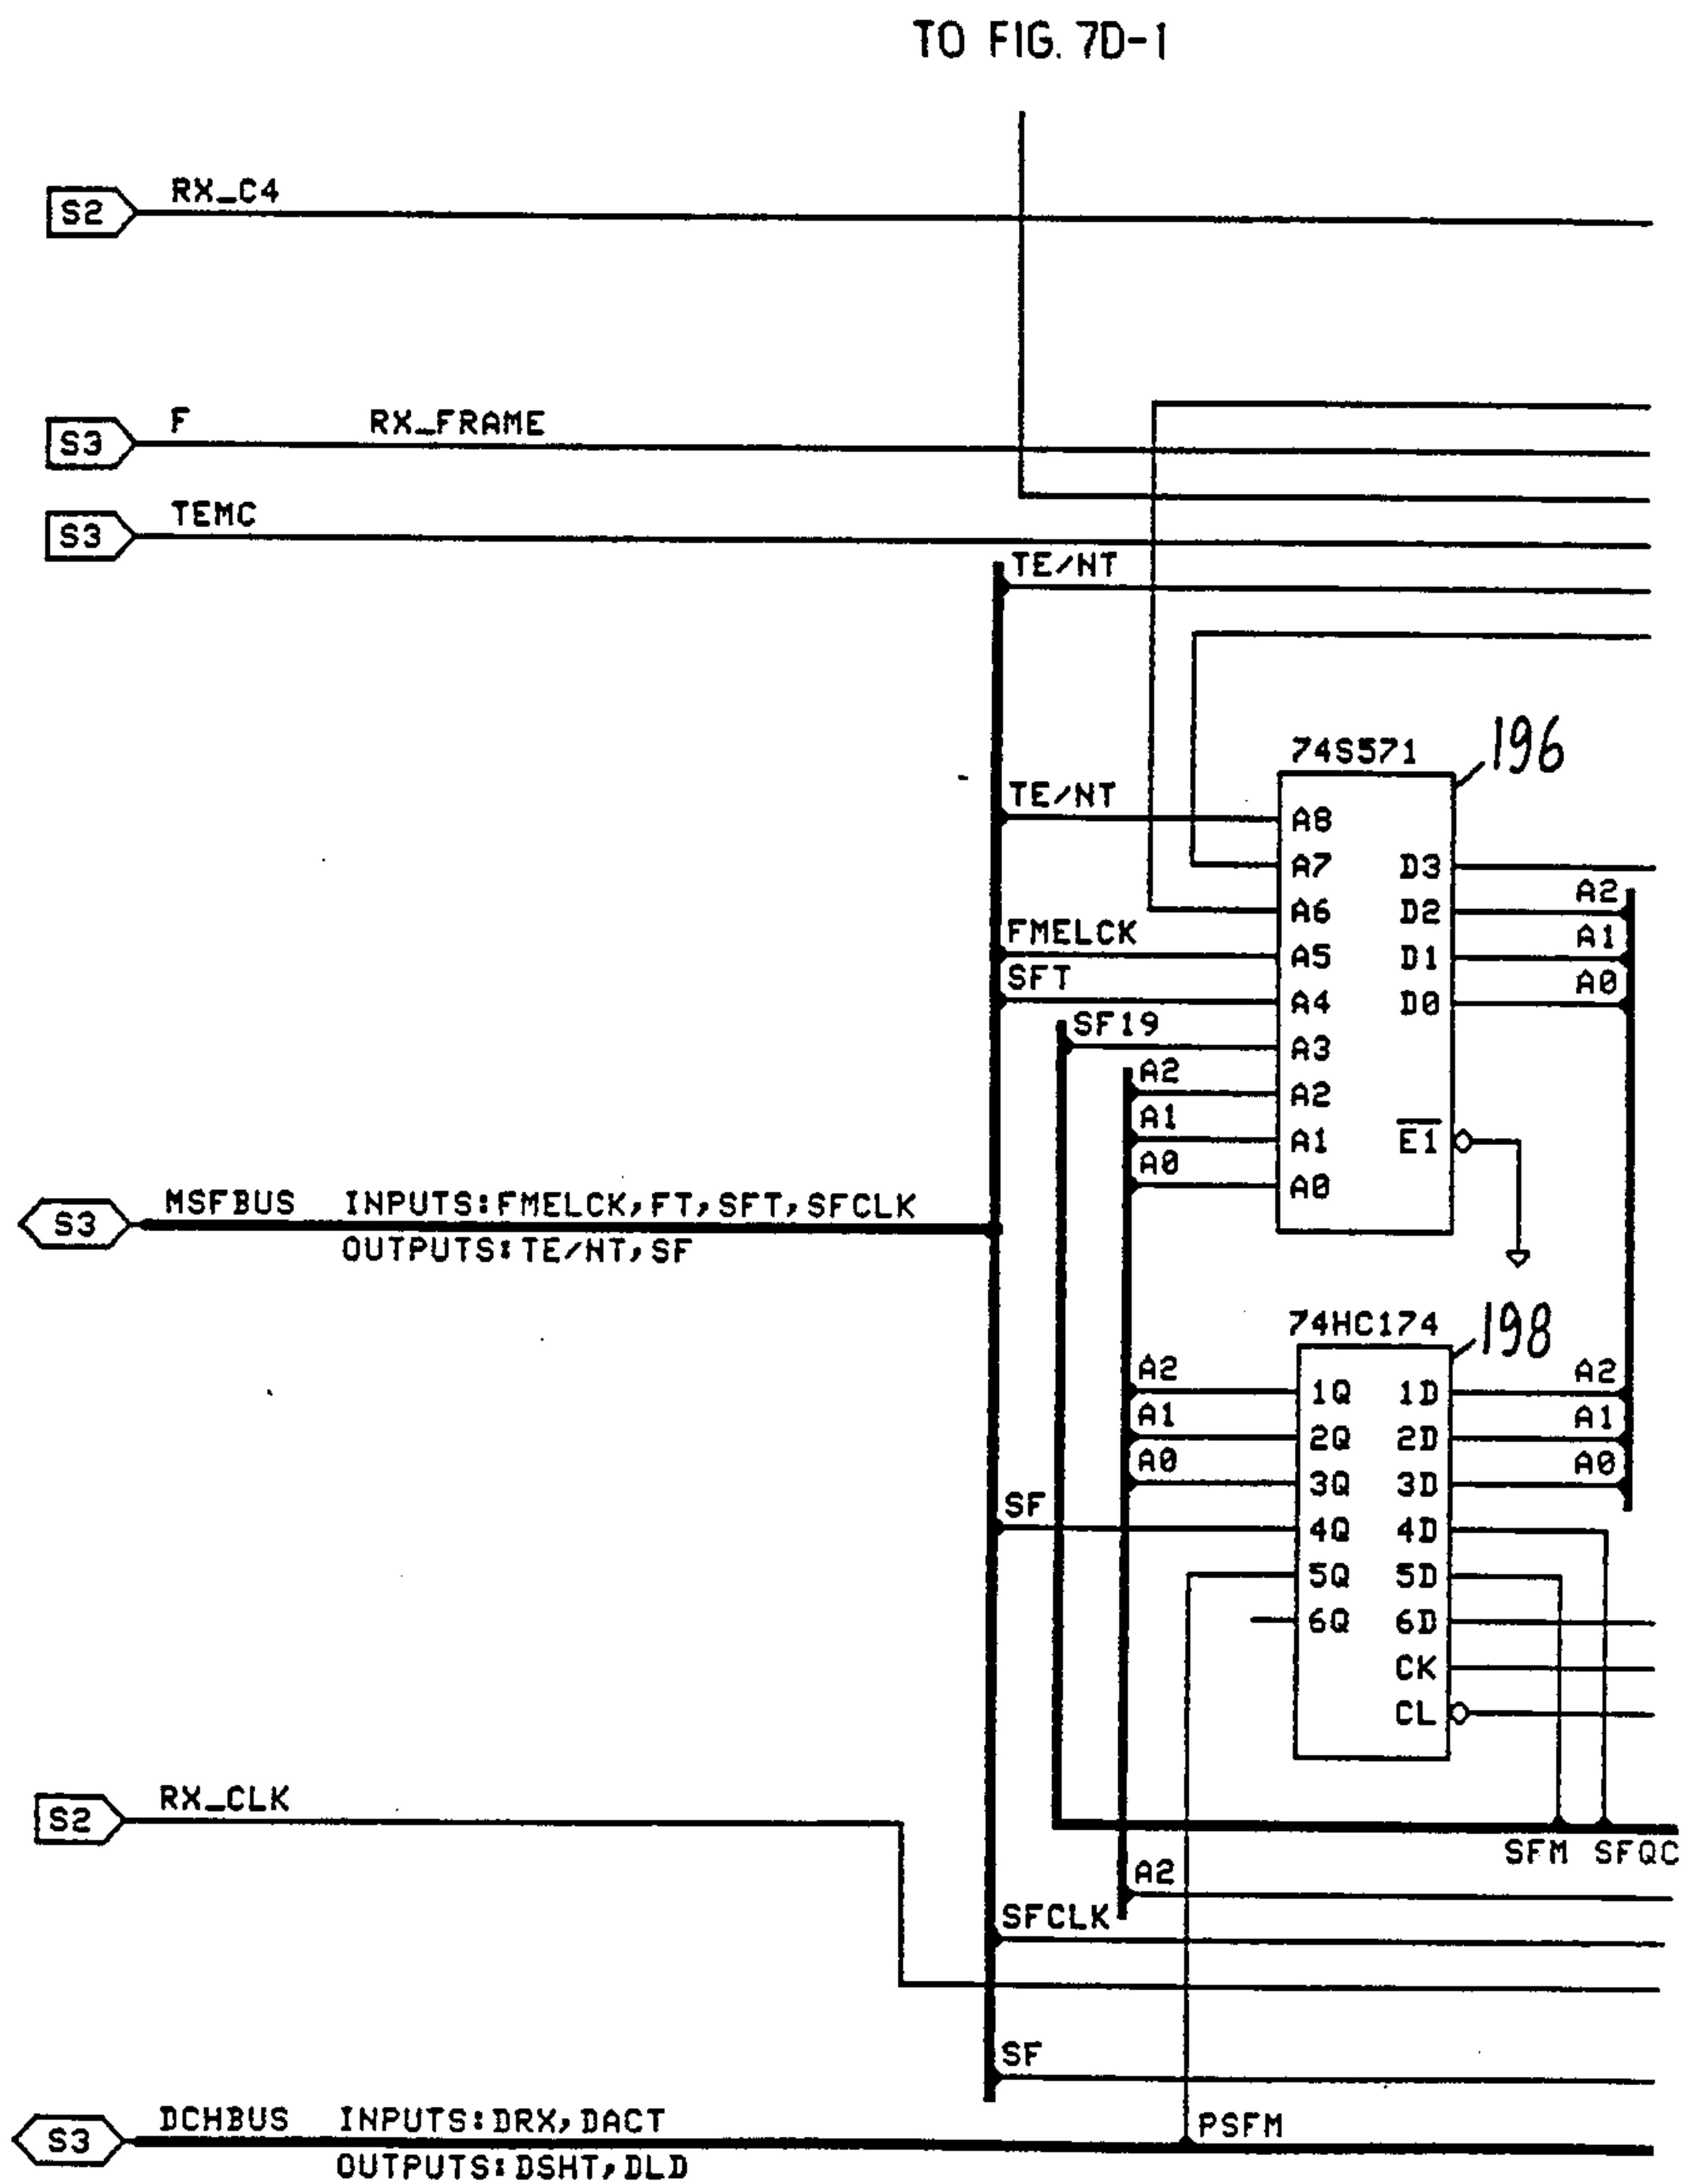 TO FIG. 7D-1
S2 RX_C4
S3 F RX_FRAME
S3 TEMC
TE/NT
74S571 196
TE/NT A8
A7 D3
A6 D2 A2
FMELCK A5 D1 A1
SFT A4 D0 A0
SF19 A3
A2 A2
A1 A1 E1
A0 A0
S3 MSFBUS INPUTS:FMELCK,FT,SFT,SFCLK
OUTPUTS:TE/NT,SF
74HC174 198
A2 1Q 1D A2
A1 2Q 2D A1
A0 3Q 3D A0
SF 4Q 4D
5Q 5D
6Q 6D
CK
CL
S2 RX_CLK
SFM SFQC
A2
SFCLK
SF
S3 DCHBUS INPUTS:DRX,DACT
OUTPUTS:DSHT,DLD
PSFM